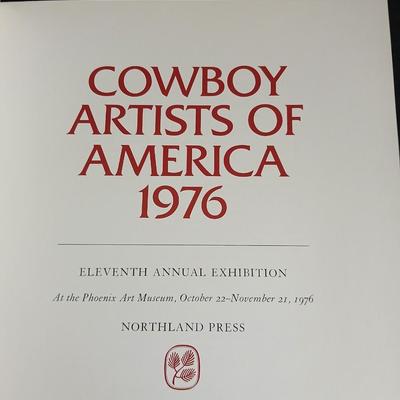 COWBOY
ARTISTS OF
AMERICA
1976
ELEVENTH ANNUAL EXHIBITION
At the Phoenix Art Museum, October 22–November 21, 1976
NORTHLAND PRESS